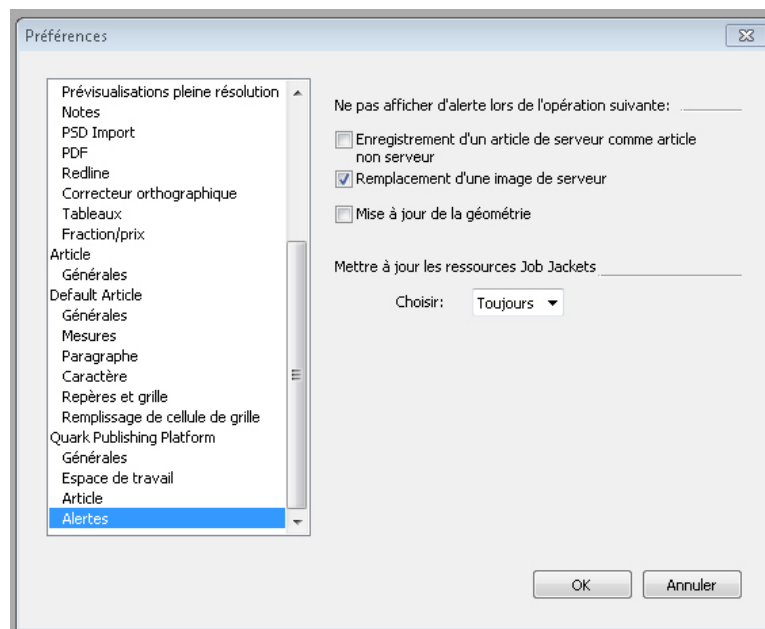 Préférences
Prévisualisations pleine résolution
Notes
PSD Import
PDF
Redline
Correcteur orthographique
Tableaux
Fraction/prix
Article
Générales
Default Article
Générales
Mesures
Paragraphe
Caractère
Repères et grille
Remplissage de cellule de grille
Quark Publishing Platform
Générales
Espace de travail
Article
Alertes
Ne pas afficher d'alerte lors de l'opération suivante:
Enregistrement d'un article de serveur comme article
non serveur
Remplacement d'une image de serveur
Mise à jour de la géométrie
Mettre à jour les ressources Job Jackets
Choisir: Toujours
OK Annuler